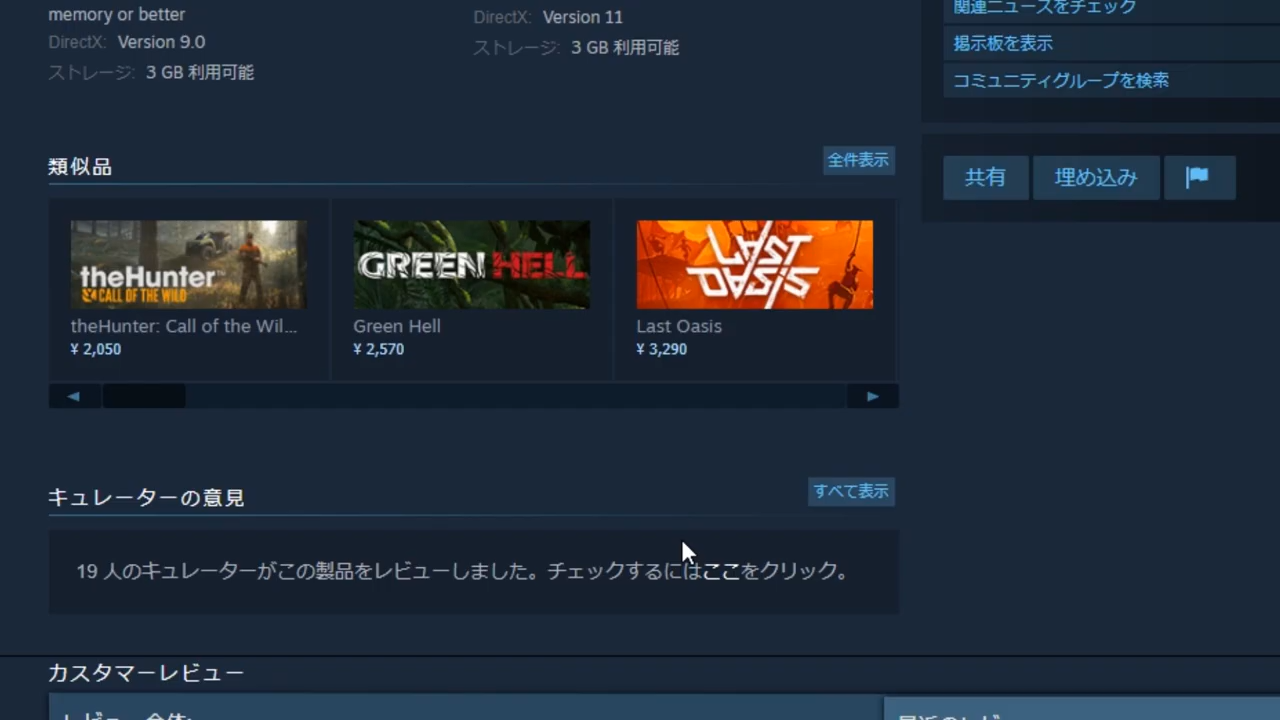 memory or better
DirectX: Version 9.0
ストレージ: 3 GB 利用可能
DirectX: Version 11
ストレージ: 3 GB 利用可能
関連ニュースをチェック
掲示板を表示
コミュニティグループを検索
共有
埋め込み
類似品
全件表示
theHunter™
CALL OF THE WILD
theHunter: Call of the Wil...
¥ 2,050
GREEN HELL
Green Hell
¥ 2,570
LAST OASIS
Last Oasis
¥ 3,290
キュレーターの意見
すべて表示
19 人のキュレーターがこの製品をレビューしました。チェックするにはここをクリック。
カスタマーレビュー